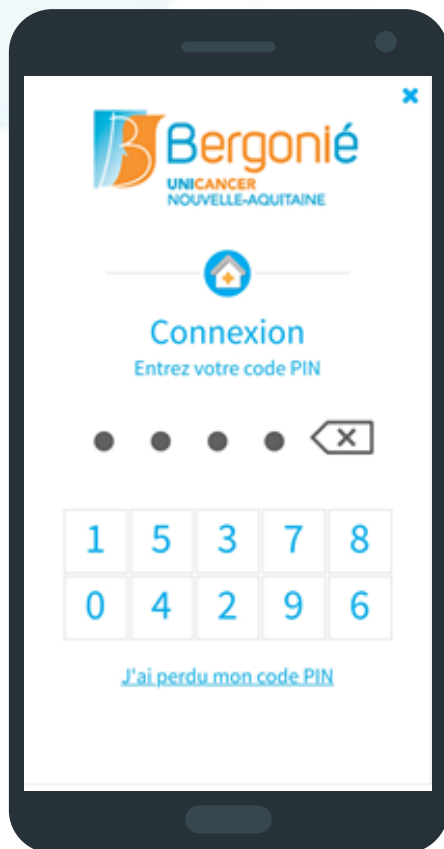 Bergonié
UNICANCER
NOUVELLE-AQUITAINE
Connexion
Entrez votre code PIN
1 5 3 7 8
0 4 2 9 6
J'ai perdu mon code PIN